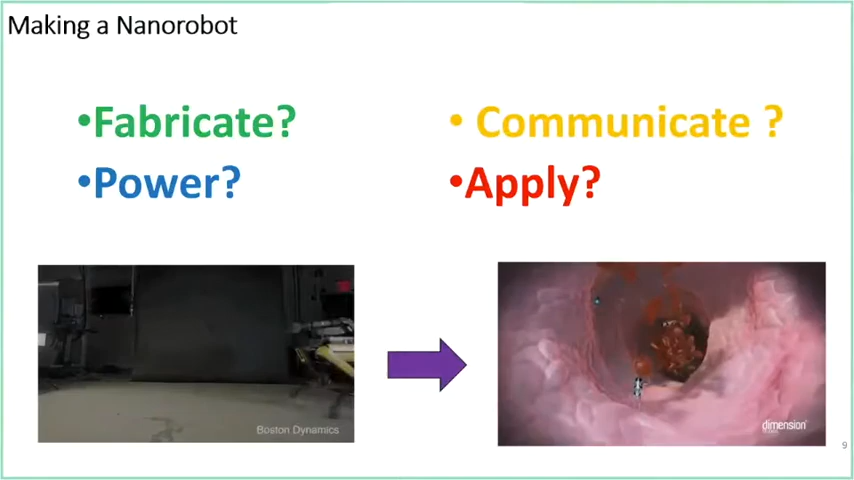 Making a Nanorobot
•Fabricate?
•Power?
• Communicate ?
•Apply?
Boston Dynamics
dimension
9